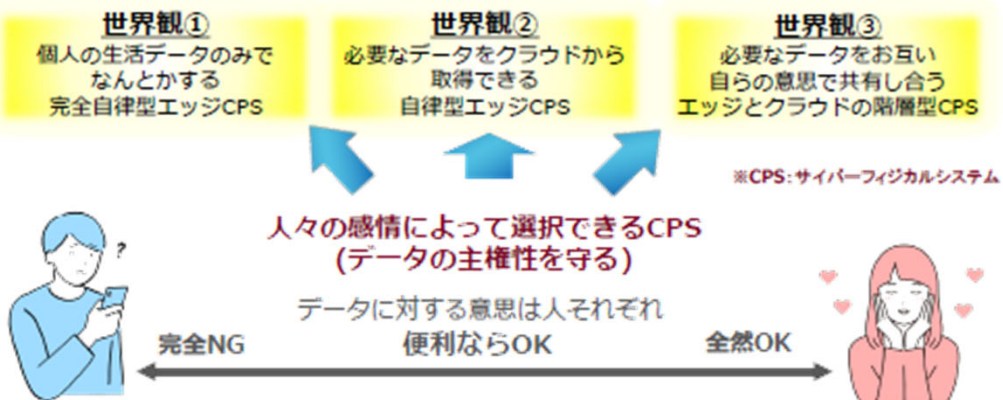 世界観①
個人の生活データのみで
なんとかする
完全自律型エッジCPS
世界観②
必要なデータをクラウドから
取得できる
自律型エッジCPS
世界観③
必要なデータをお互い
自らの意思で共有し合う
エッジとクラウドの階層型CPS
※CPS:サイバーフィジカルシステム
人々の感情によって選択できるCPS
(データの主権性を守る)
?
データに対する意思は人それぞれ
完全NG
便利ならOK
全然OK